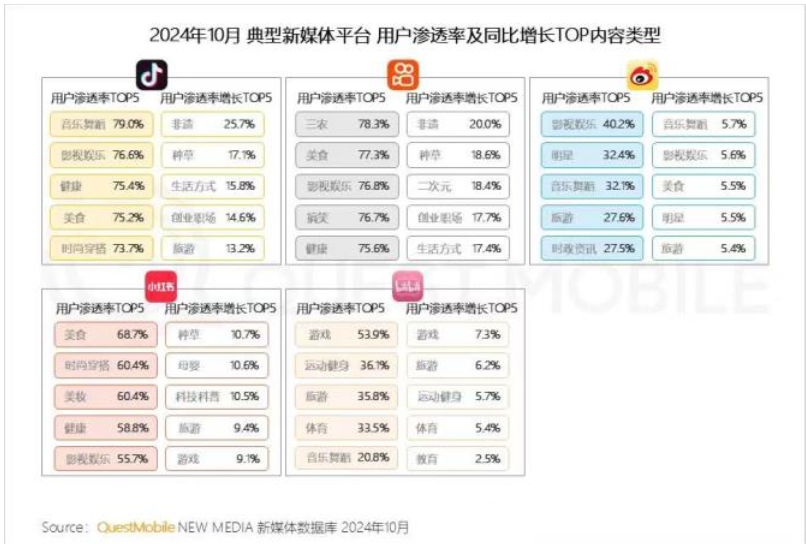 2024年10月 典型新媒体平台 用户渗透率及同比增长TOP内容类型
用户渗透率TOP5 用户渗透率增长TOP5
音乐舞蹈 79.0% 非遗 25.7%
影视娱乐 76.6% 种草 17.1%
健康 75.4% 生活方式 15.8%
美食 75.2% 创业职场 14.6%
时尚穿搭 73.7% 旅游 13.2%
用户渗透率TOP5 用户渗透率增长TOP5
三农 78.3% 非遗 20.0%
美食 77.3% 种草 18.6%
影视娱乐 76.8% 二次元 18.4%
搞笑 76.7% 创业职场 17.7%
健康 75.6% 生活方式 17.4%
用户渗透率TOP5 用户渗透率增长TOP5
影视娱乐 40.2% 音乐舞蹈 5.7%
明星 32.4% 影视娱乐 5.6%
音乐舞蹈 32.1% 美食 5.5%
旅游 27.6% 明星 5.5%
时政资讯 27.5% 旅游 5.4%
小红书
用户渗透率TOP5 用户渗透率增长TOP5
美食 68.7% 种草 10.7%
时尚穿搭 60.4% 母婴 10.6%
美妆 60.4% 科技科普 10.5%
健康 58.8% 旅游 9.4%
影视娱乐 55.7% 游戏 9.1%
bilibili
用户渗透率TOP5 用户渗透率增长TOP5
游戏 53.9% 游戏 7.3%
运动健身 36.1% 旅游 6.2%
旅游 35.8% 运动健身 5.7%
体育 33.5% 体育 5.4%
音乐舞蹈 20.8% 教育 2.5%
QUESTMOBILE
Source：QuestMobile NEW MEDIA 新媒体数据库 2024年10月